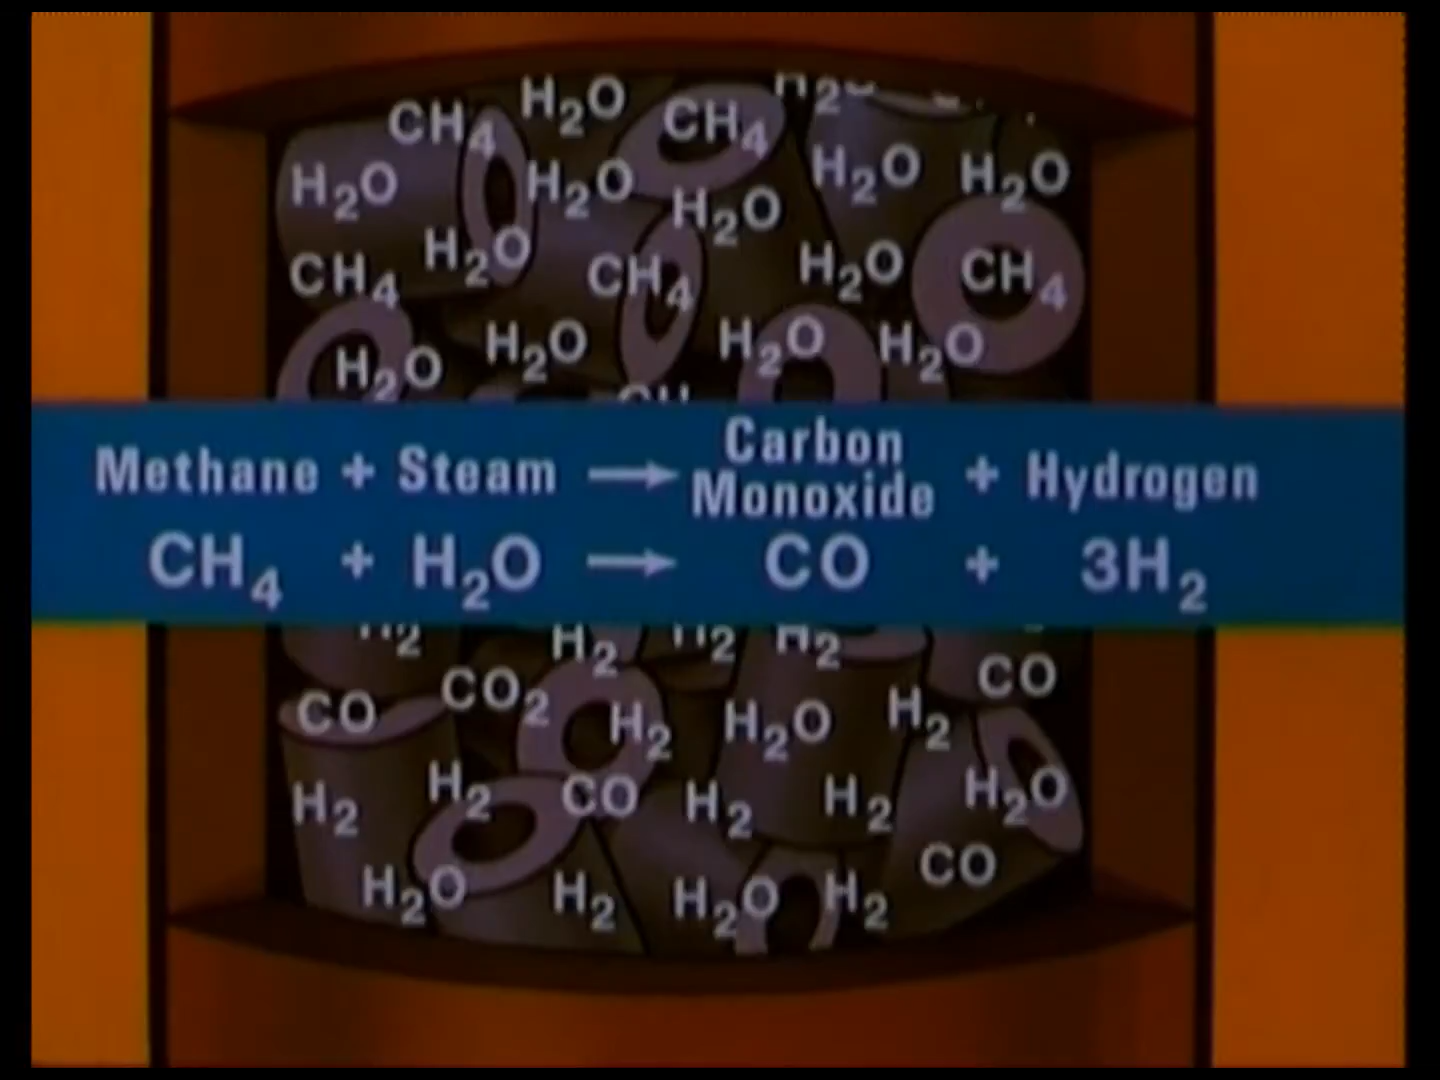 H2O
CH4 CH4
H2O H2O H2O H2O
H2O
H2O
CH4 CH4 H2O CH4
H2O H2O H2O
H2O
Methane + Steam → Carbon Monoxide + Hydrogen
CH4 + H2O → CO + 3H2
H2 H2
CO CO2 CO
H2 H2O H2
H2 H2 CO H2 H2 H2O
CO
H2O H2 H2O H2